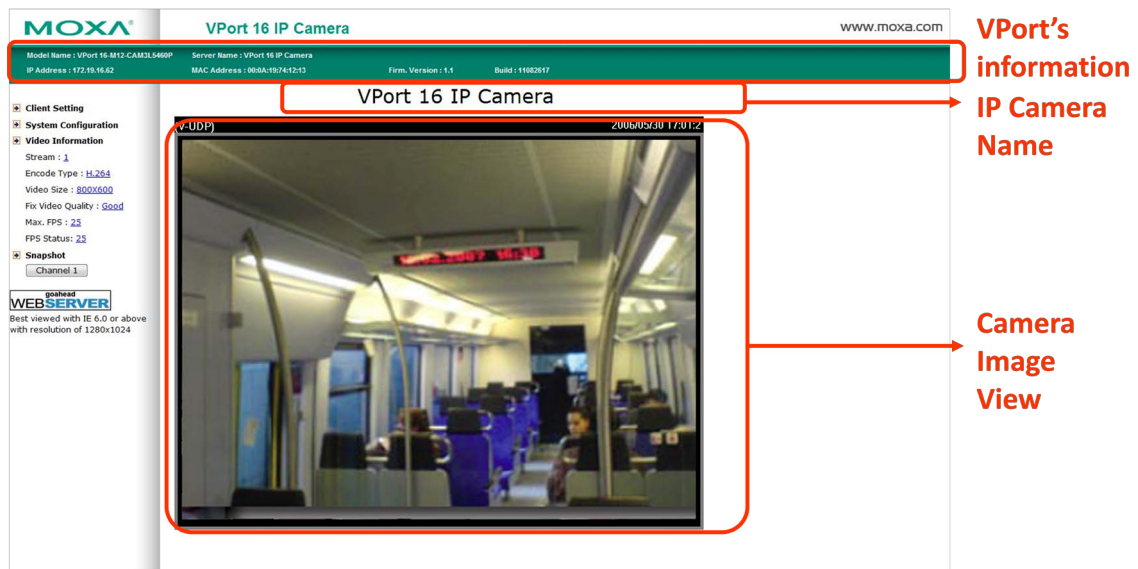 MOXA®
VPort 16 IP Camera
www.moxa.com
Model Name : VPort 16-M12-CAM3L5460P
Server Name : VPort 16 IP Camera
IP Address : 172.19.16.62
MAC Address : 00:0A:19:74:12:13
Firm. Version : 1.1
Build : 11082617
VPort's
information
VPort 16 IP Camera
IP Camera
Name
Client Setting
System Configuration
Video Information
Stream : 1
Encode Type : H.264
Video Size : 800X600
Fix Video Quality : Good
Max. FPS : 25
FPS Status: 25
Snapshot
Channel 1
goahead
WEBSERVER
Best viewed with IE 6.0 or above
with resolution of 1280x1024
(V-UDP)
2006/05/30 17:01:2
2007 16:30
Camera
Image
View